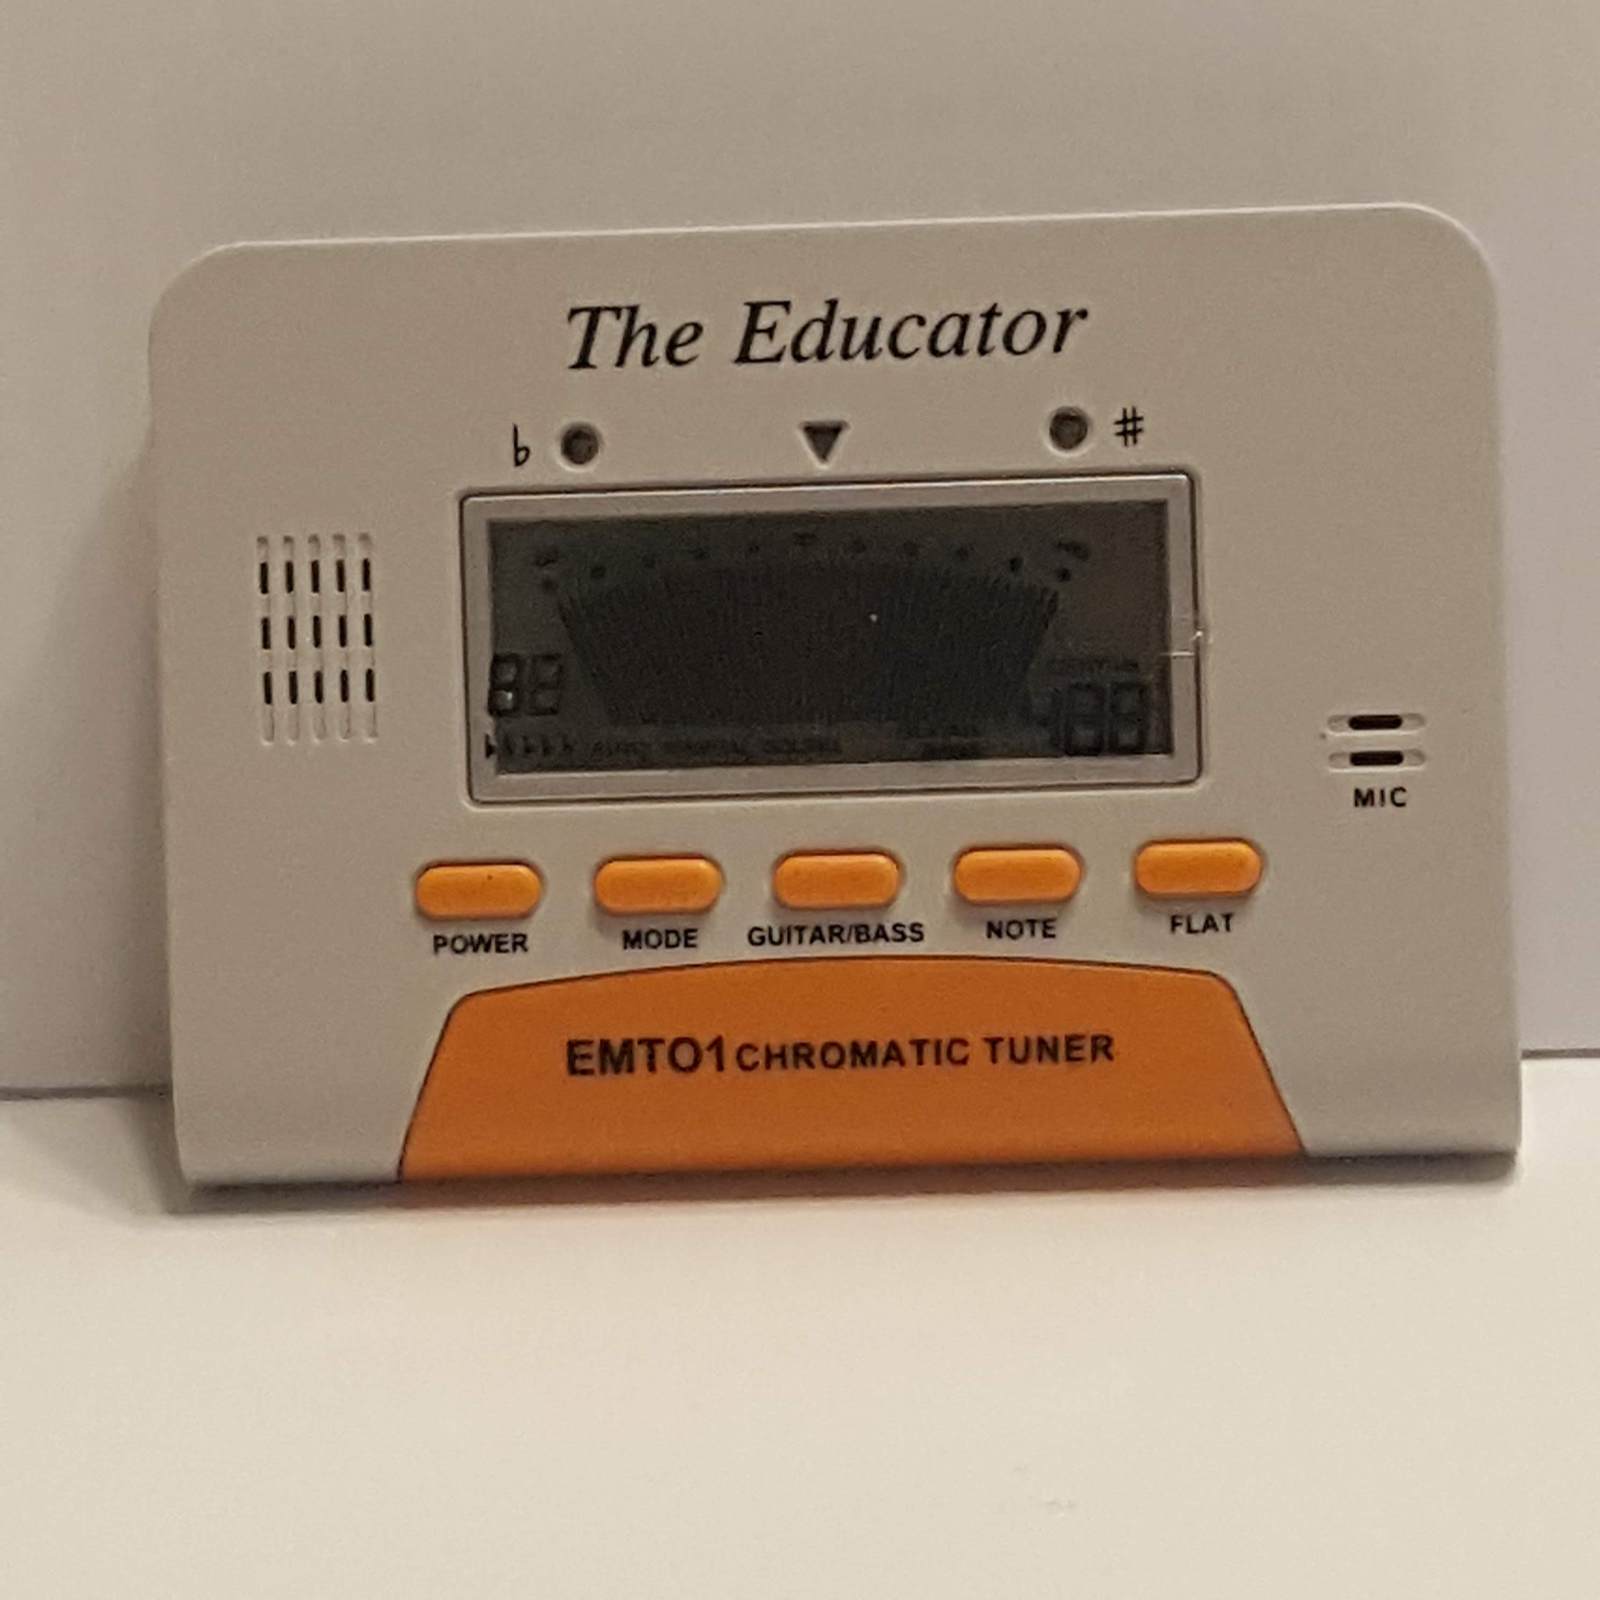 The Educator
♭ ♯
MIC
POWER MODE GUITAR/BASS NOTE FLAT
EMTO1 CHROMATIC TUNER